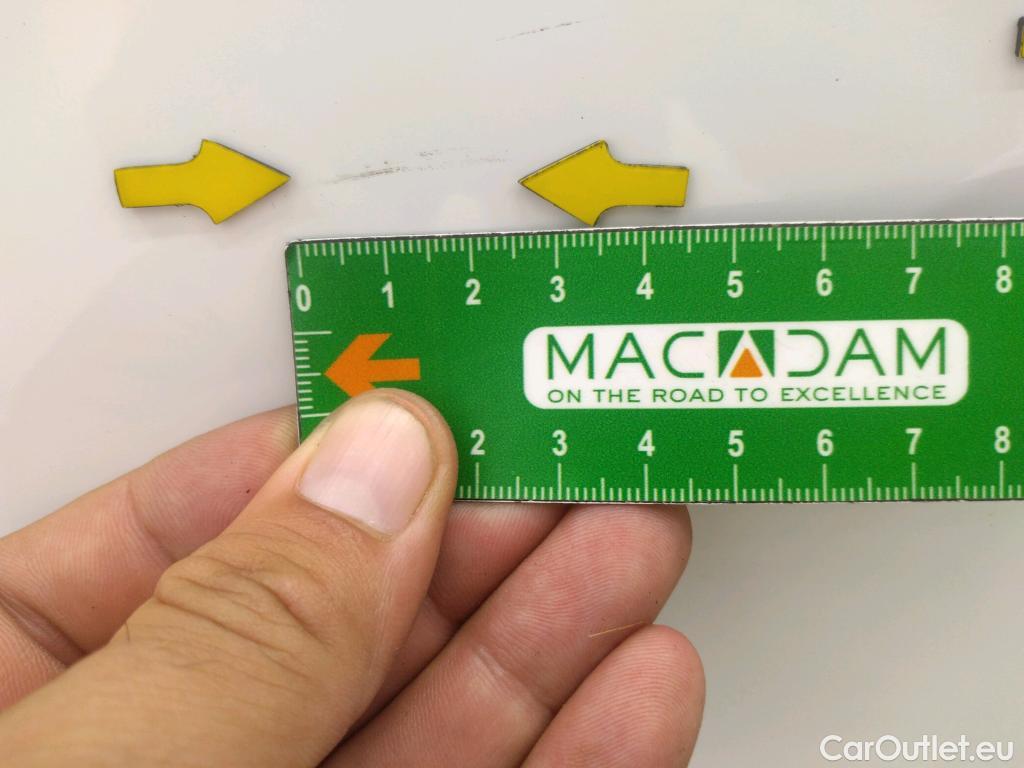 0 1 2 3 4 5 6 7 8
MACADAM
ON THE ROAD TO EXCELLENCE
2 3 4 5 6 7 8
CarOutlet.eu